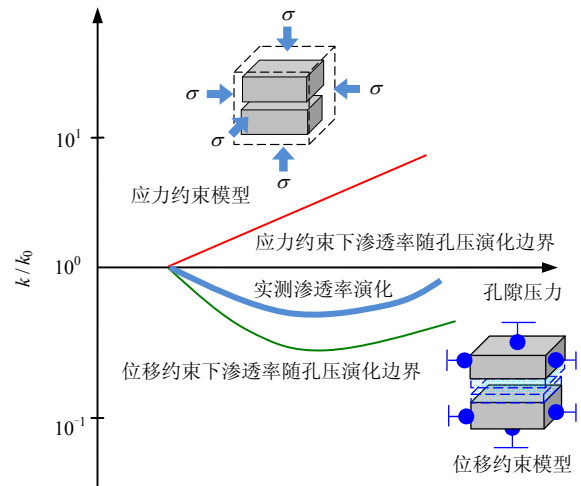 σ
σ
σ
σ
σ
10¹
应力约束模型
应力约束下渗透率随孔压演化边界
k / k₀
10⁰
实测渗透率演化
孔隙压力
位移约束下渗透率随孔压演化边界
10⁻¹
位移约束模型